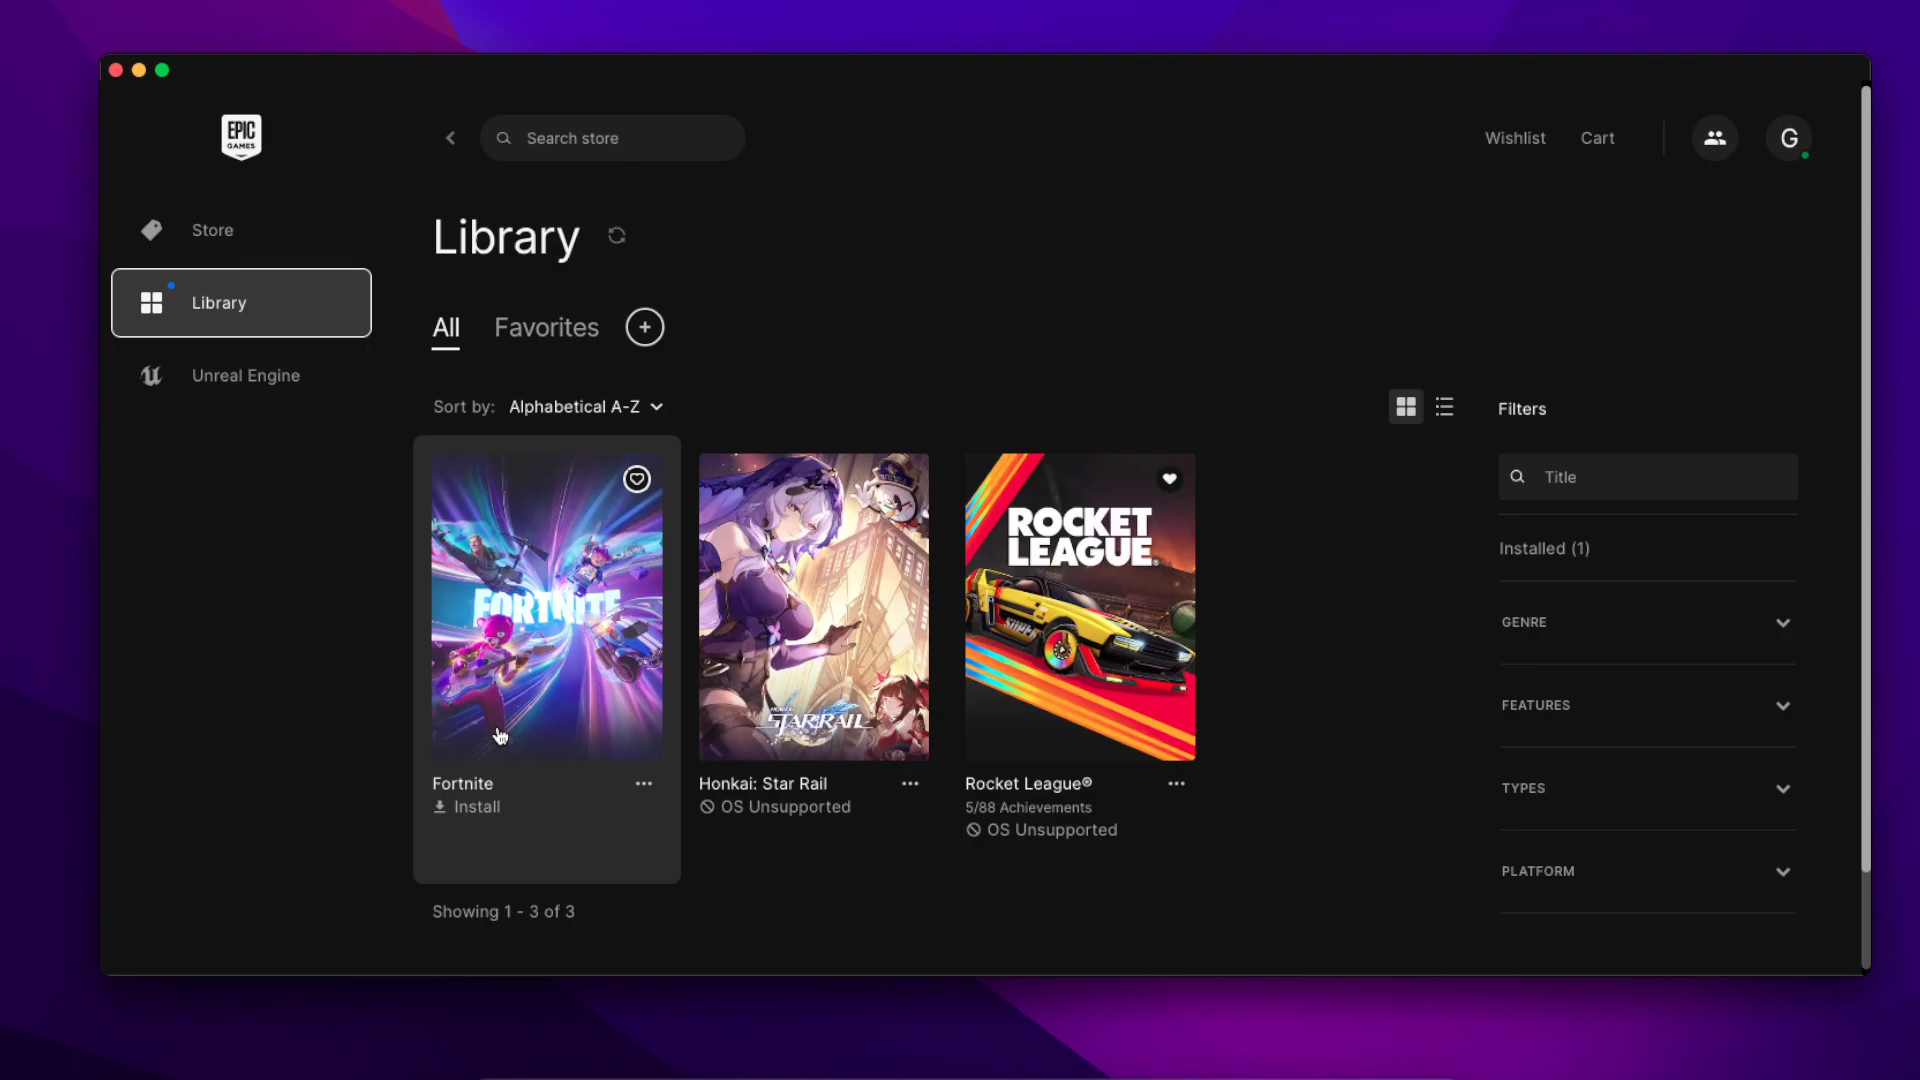 EPIC
GAMES
Search store
Wishlist
Cart
G
Store
Library
Unreal Engine
Library
All
Favorites
Sort by: Alphabetical A-Z
Filters
Title
Installed (1)
GENRE
FEATURES
TYPES
PLATFORM
FORTNITE
Fortnite
Install
HONKAI:
STAR RAIL
Honkai: Star Rail
OS Unsupported
ROCKET
LEAGUE®
SUPER
Rocket League®
5/88 Achievements
OS Unsupported
Showing 1 - 3 of 3